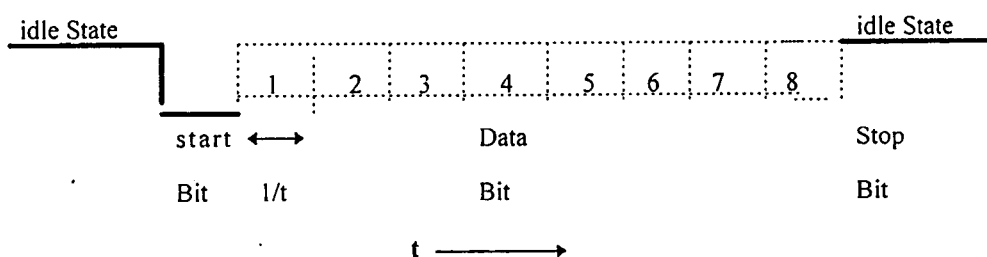 idle State idle State
1 2 3 4 5 6 7 8
start Data Stop
Bit 1/t Bit Bit
t